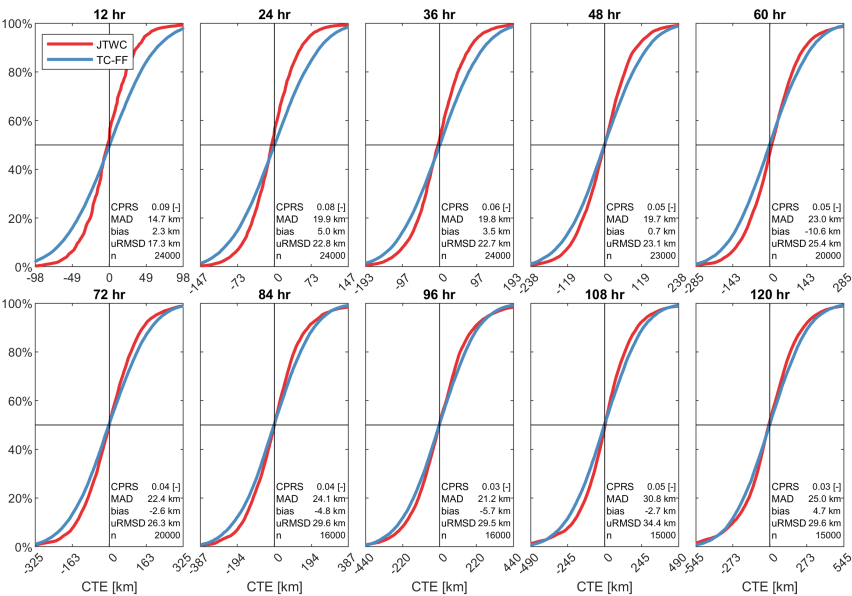 12 hr
24 hr
36 hr
48 hr
60 hr
100%
80%
60%
40%
20%
0%
JTWC
TC-FF
CPRS 0.09 [-]
MAD 14.7 km
bias 2.3 km
uRMSD 17.3 km
n 24000
-98 -49 0 49 98
CPRS 0.08 [-]
MAD 19.9 km
bias 5.0 km
uRMSD 22.8 km
n 24000
-147 -73 0 73 147
CPRS 0.06 [-]
MAD 19.8 km
bias 3.5 km
uRMSD 22.7 km
n 24000
-193 -97 0 97 193
CPRS 0.05 [-]
MAD 19.7 km
bias 0.7 km
uRMSD 23.1 km
n 23000
-238 -119 0 119 238
CPRS 0.05 [-]
MAD 23.0 km
bias -10.6 km
uRMSD 25.4 km
n 20000
-285 -143 0 143 285
72 hr
84 hr
96 hr
108 hr
120 hr
100%
80%
60%
40%
20%
0%
CPRS 0.04 [-]
MAD 22.4 km
bias -2.6 km
uRMSD 26.3 km
n 20000
-325 -163 0 163 325
CTE [km]
CPRS 0.04 [-]
MAD 24.1 km
bias -4.8 km
uRMSD 29.6 km
n 16000
-387 -194 0 194 387
CTE [km]
CPRS 0.03 [-]
MAD 21.2 km
bias -5.7 km
uRMSD 29.5 km
n 16000
-440 -220 0 220 440
CTE [km]
CPRS 0.05 [-]
MAD 30.8 km
bias -2.7 km
uRMSD 34.4 km
n 15000
-490 -245 0 245 490
CTE [km]
CPRS 0.03 [-]
MAD 25.0 km
bias 4.7 km
uRMSD 29.6 km
n 15000
-545 -273 0 273 545
CTE [km]